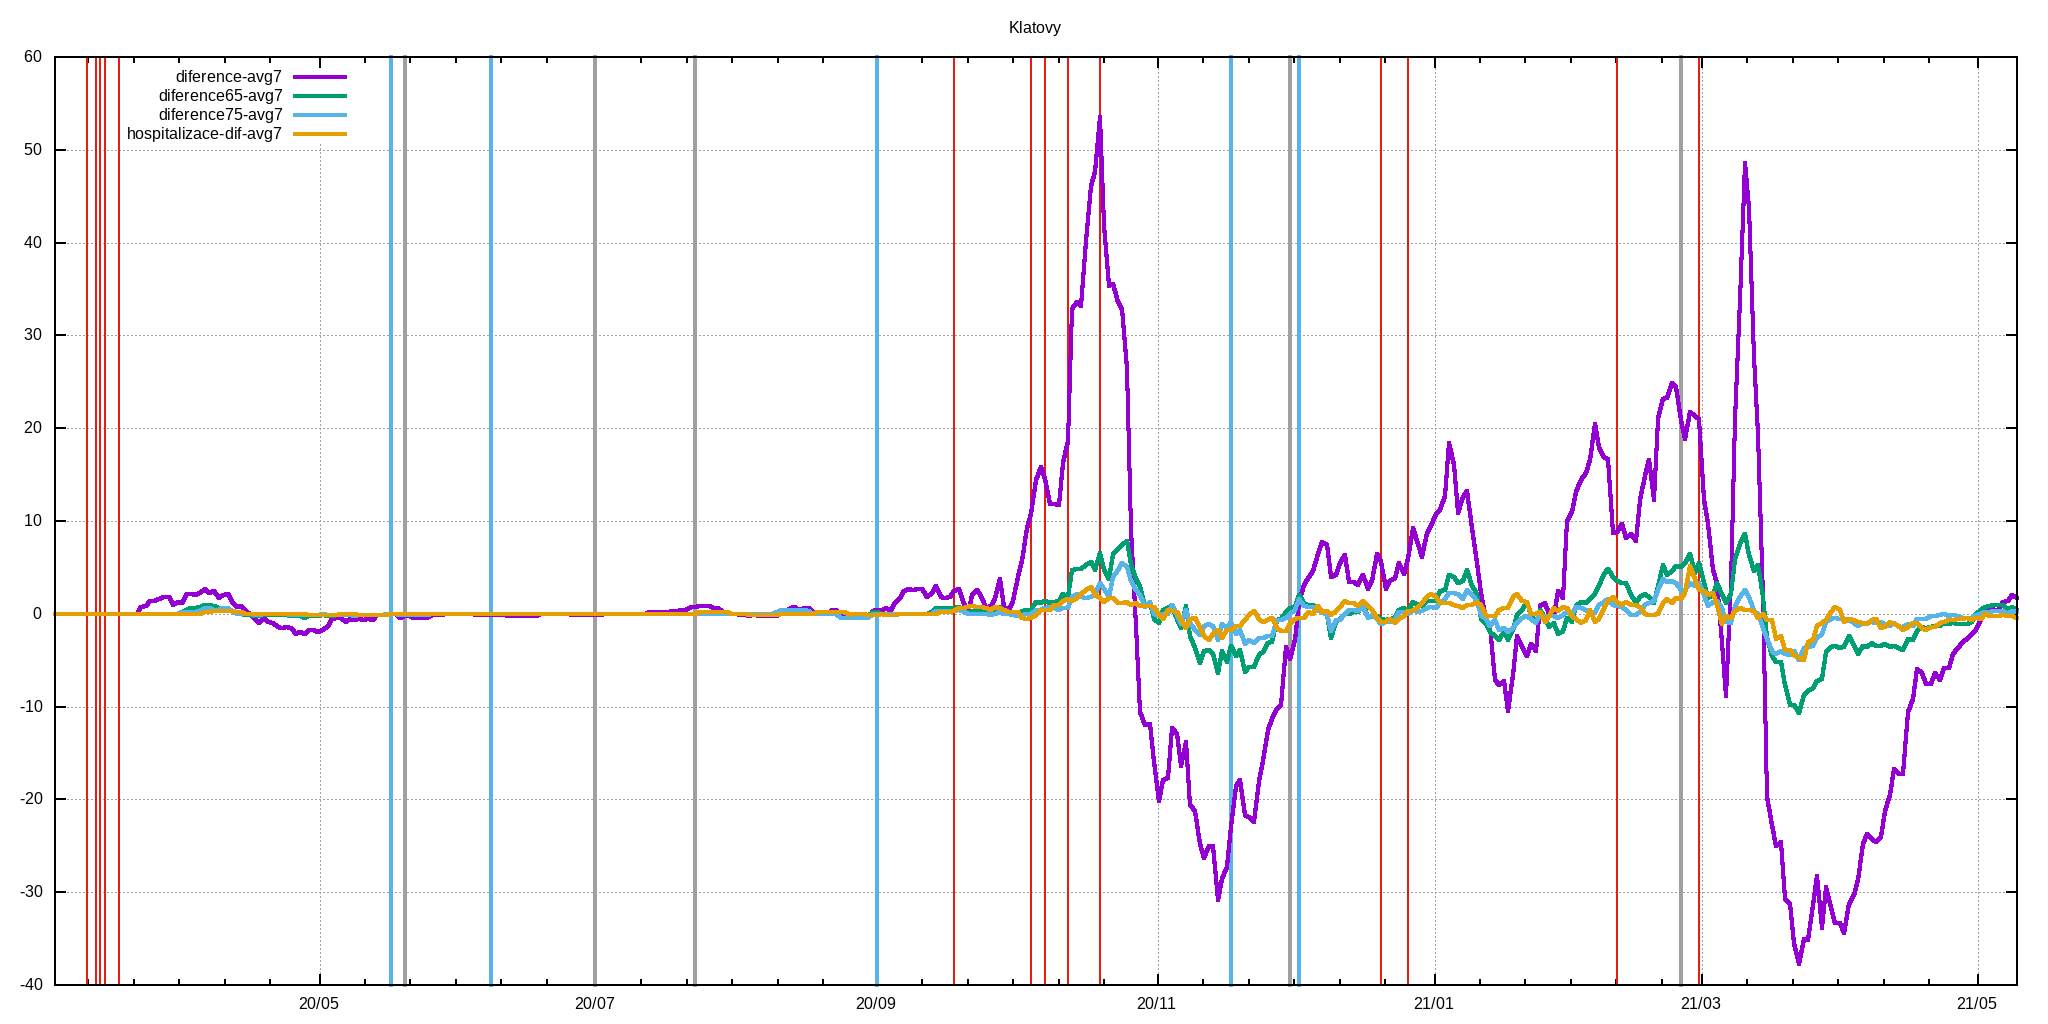 Klatovy
60
diference-avg7
diference65-avg7
diference75-avg7
hospitalizace-dif-avg7
50
40
30
20
10
0
-10
-20
-30
-40
20/05 20/07 20/09 20/11 21/01 21/03 21/05